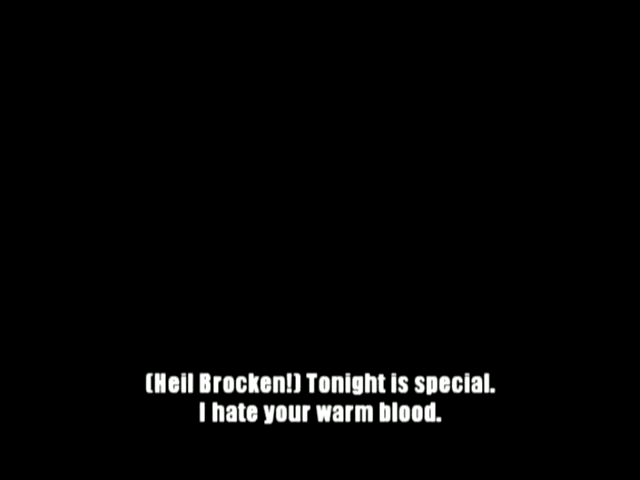 (Heil Brocken!) Tonight is special.
I hate your warm blood.